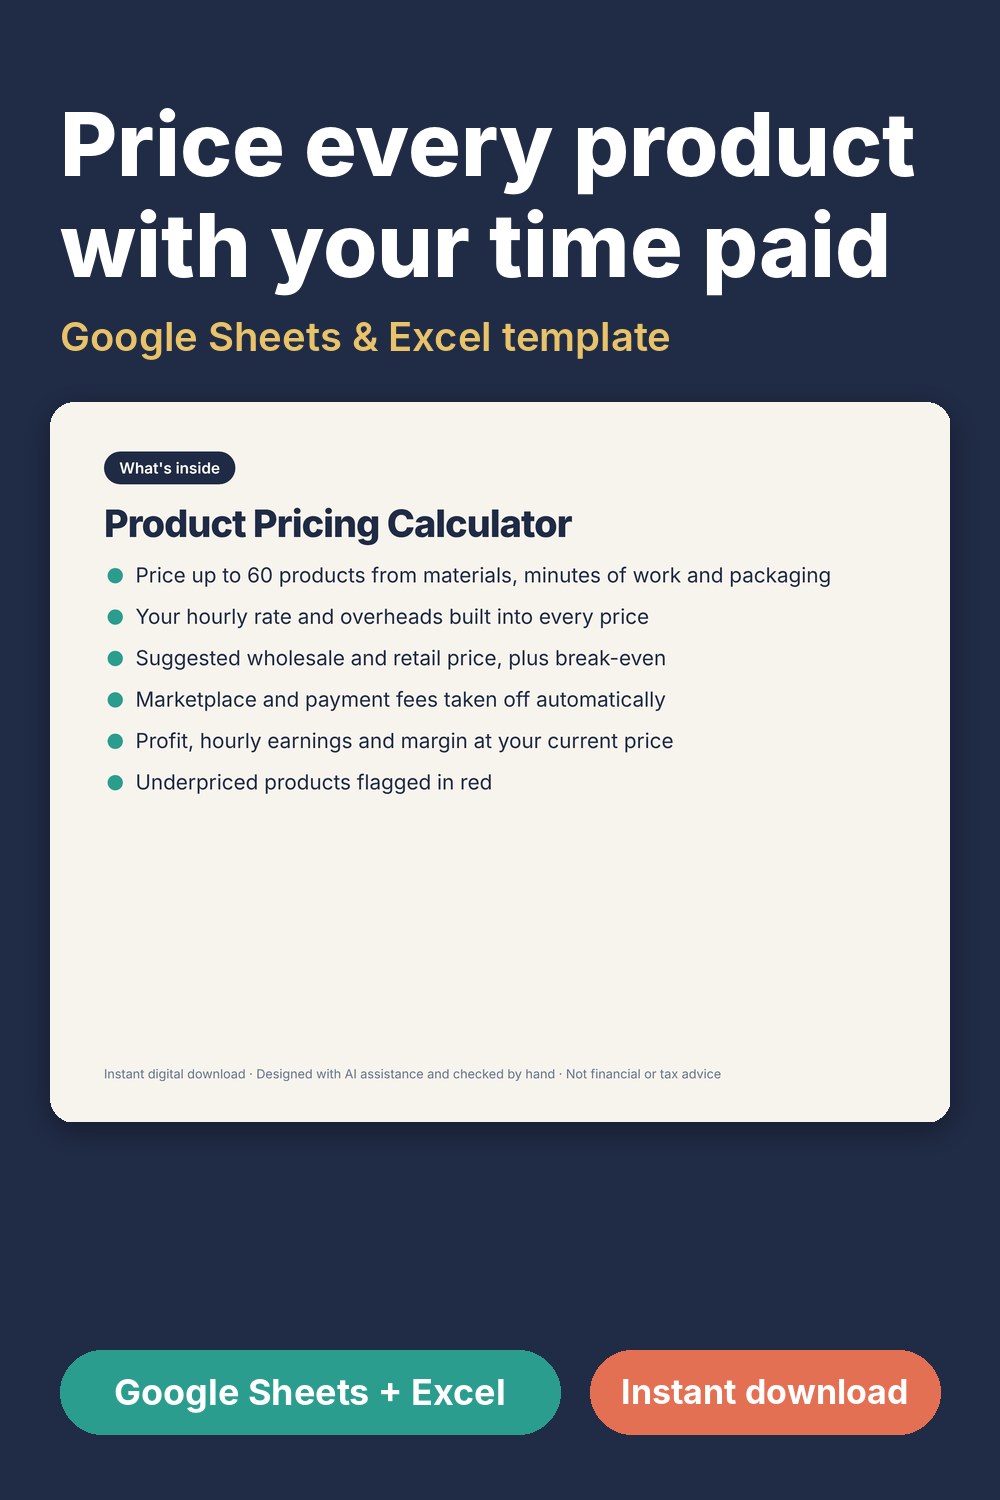 Price every product
with your time paid
Google Sheets & Excel template
What's inside
Product Pricing Calculator
Price up to 60 products from materials, minutes of work and packaging
Your hourly rate and overheads built into every price
Suggested wholesale and retail price, plus break-even
Marketplace and payment fees taken off automatically
Profit, hourly earnings and margin at your current price
Underpriced products flagged in red
Instant digital download · Designed with AI assistance and checked by hand · Not financial or tax advice
Google Sheets + Excel
Instant download